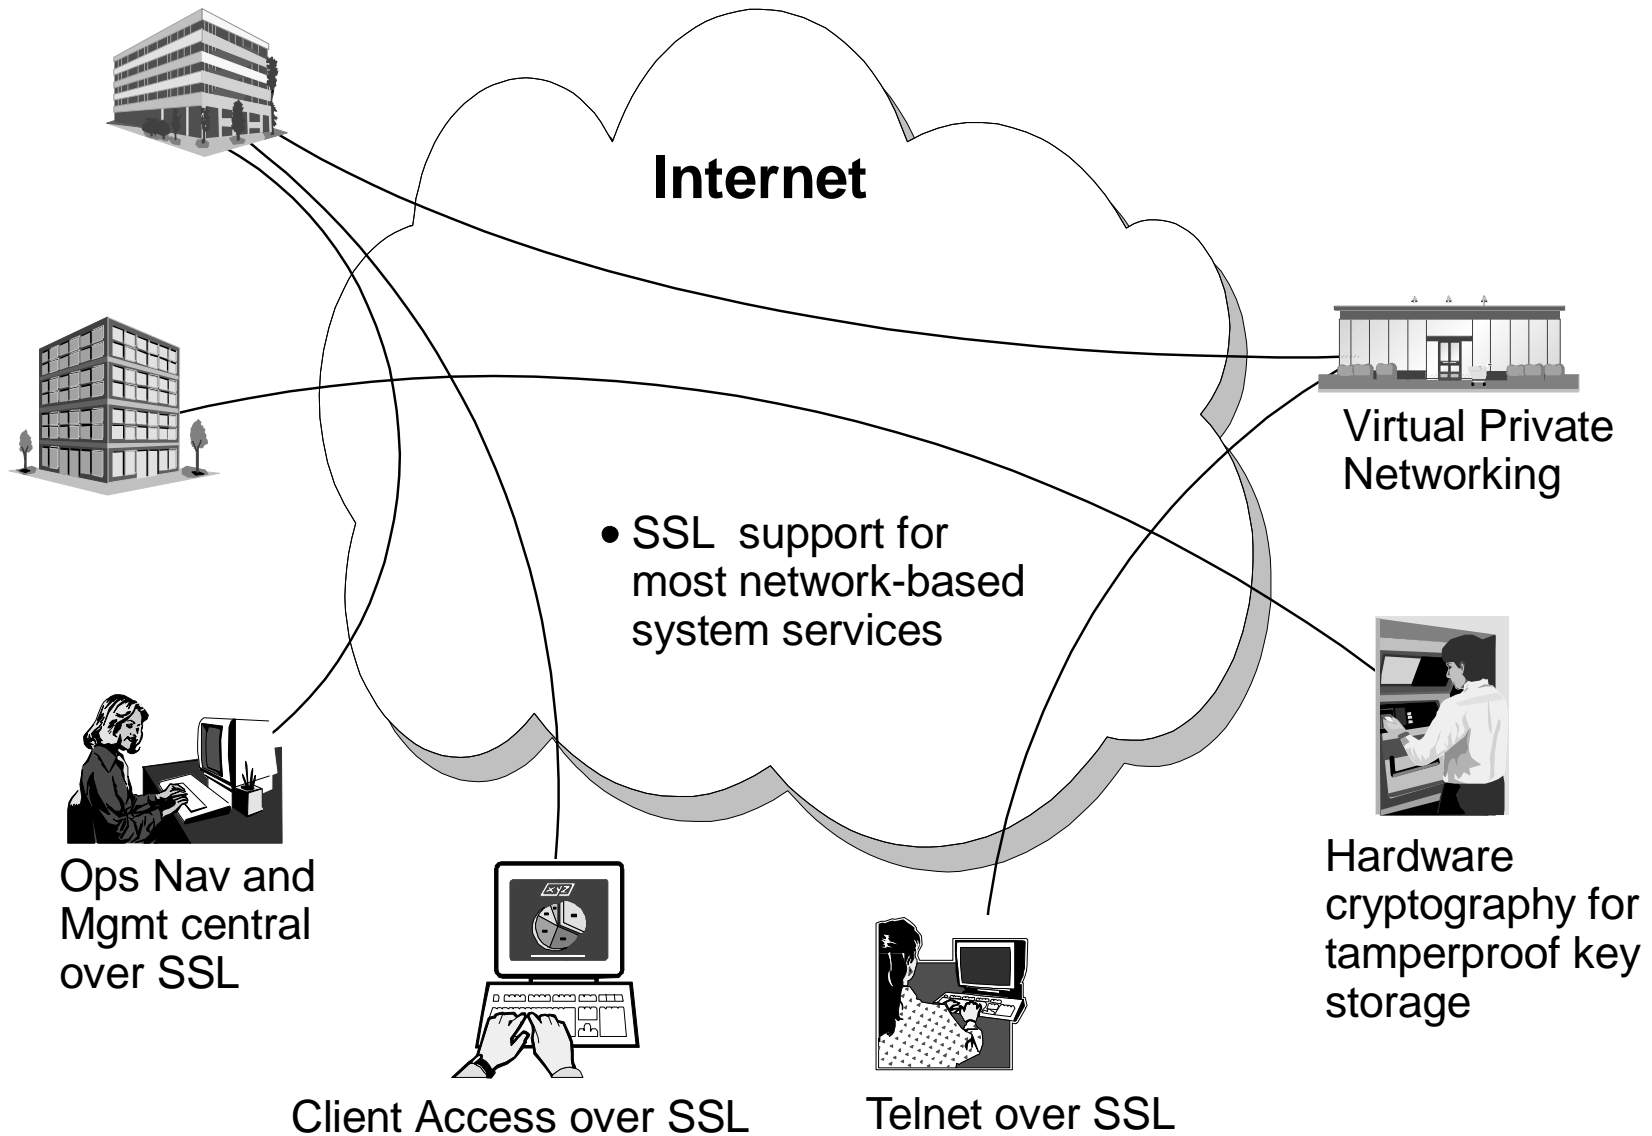 Internet
Virtual Private
Networking
• SSL support for
most network-based
system services
Ops Nav and
Mgmt central
over SSL
xyz
Hardware
cryptography for
tamperproof key
storage
Client Access over SSL
Telnet over SSL